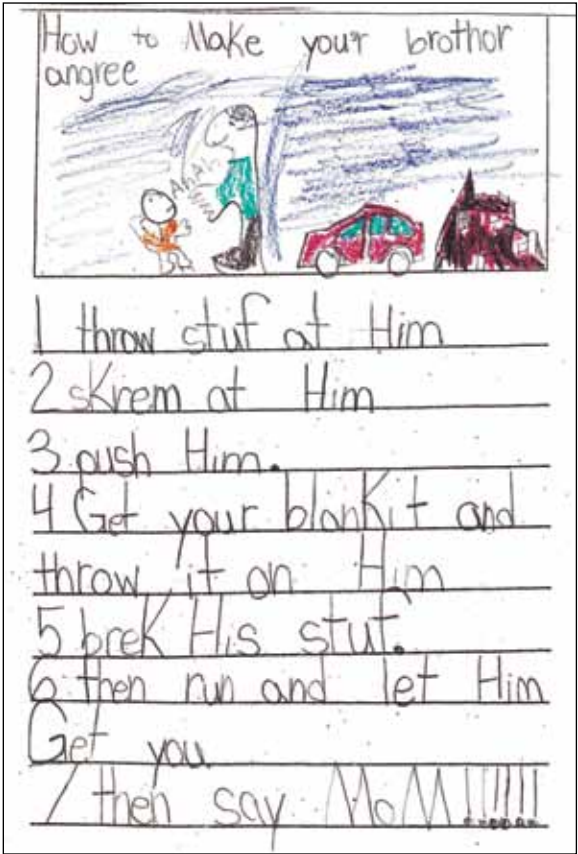 How to Make your brothor
angree
AhAh
1 throw stuf at Him
2 skrem at Him
3 push Him.
4 Get your blankit and
throw it on Him
5 brek His stuf.
6 then run and let Him
Get you
7 then say MoM!!!!!!!